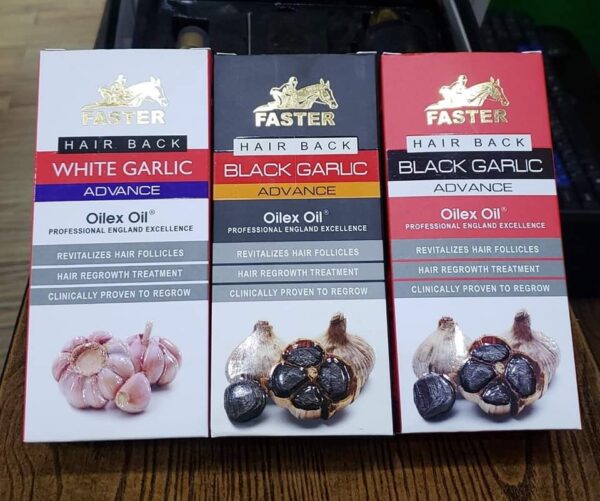 FASTER
HAIR BACK
WHITE GARLIC
ADVANCE
Oilex Oil®
PROFESSIONAL ENGLAND EXCELLENCE
REVITALIZES HAIR FOLLICLES
HAIR REGROWTH TREATMENT
CLINICALLY PROVEN TO REGROW
FASTER
HAIR BACK
BLACK GARLIC
ADVANCE
Oilex Oil®
PROFESSIONAL ENGLAND EXCELLENCE
REVITALIZES HAIR FOLLICLES
HAIR REGROWTH TREATMENT
CLINICALLY PROVEN TO REGROW
FASTER
HAIR BACK
BLACK GARLIC
ADVANCE
Oilex Oil®
PROFESSIONAL ENGLAND EXCELLENCE
REVITALIZES HAIR FOLLICLES
HAIR REGROWTH TREATMENT
CLINICALLY PROVEN TO REGROW